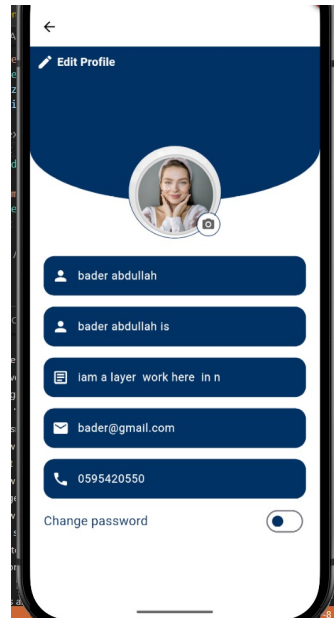 Edit Profile
bader abdullah
bader abdullah is
iam a layer work here in n
bader@gmail.com
0595420550
Change password